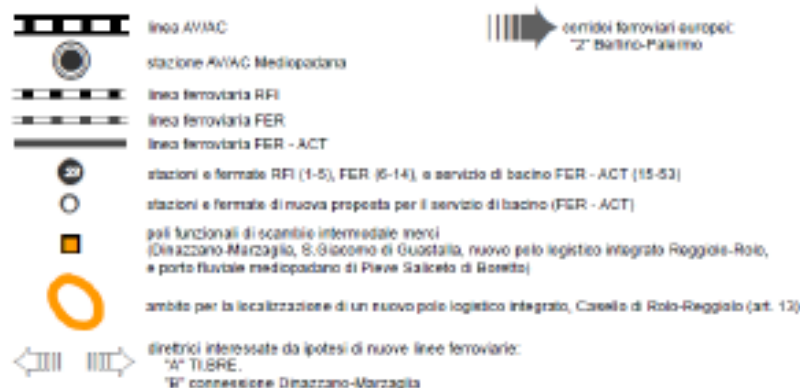 linea AV/AC
corridoi ferroviari europei:
"2" Berlino-Palermo
stazione AV/AC Mediopadana
linea ferroviaria RFI
linea ferroviaria FER
linea ferroviaria FER - ACT
stazioni e fermate RFI (1-5), FER (6-14), e servizio di bacino FER - ACT (15-53)
stazioni e fermate di nuova proposta per il servizio di bacino (FER - ACT)
poli funzionali di scambio intermodale merci
(Dinazzano-Marzaglia, S.Giacomo di Guastalla, nuovo polo logistico integrato Reggiolo-Rolo,
e porto fluviale mediopadano di Pieve Saliceto di Boretto)
ambito per la localizzazione di un nuovo polo logistico integrato, Casello di Rolo-Reggiolo (art. 13)
direttrici interessate da ipotesi di nuove linee ferroviarie:
"A" TI.BRE.
"B" connessione Dinazzano-Marzaglia